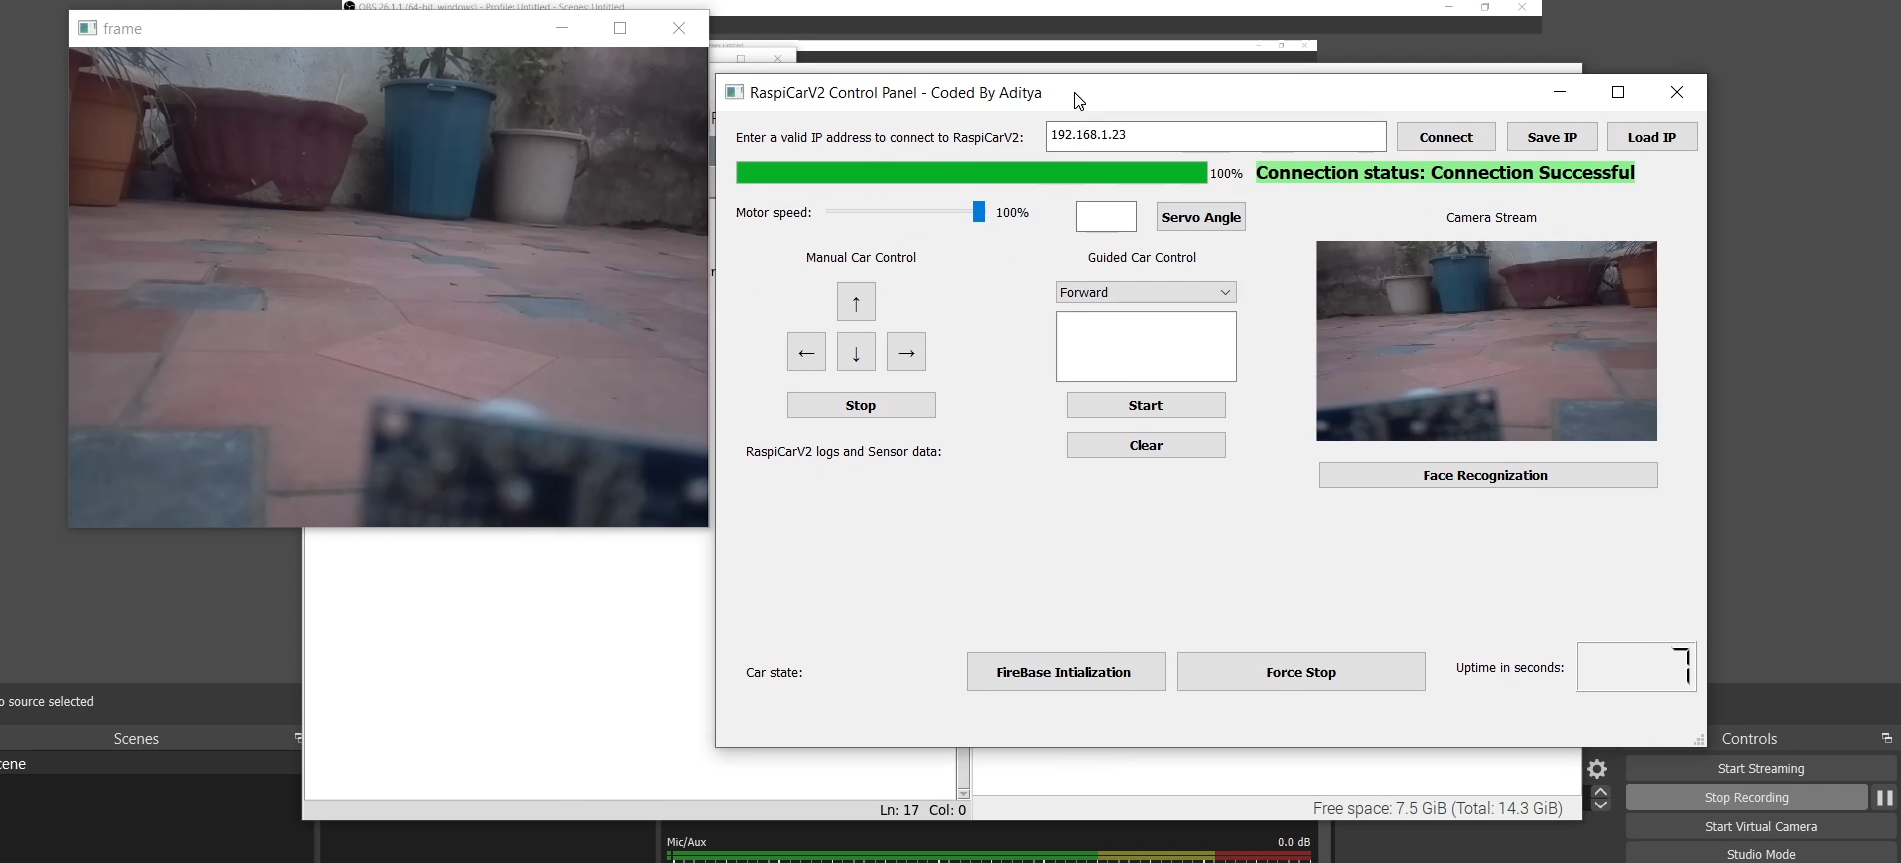 OBS 26.1.1 (64-bit, windows) - Profile: Untitled - Scenes: Untitled
frame
RaspiCarV2 Control Panel - Coded By Aditya
Enter a valid IP address to connect to RaspiCarV2:
192.168.1.23
Connect
Save IP
Load IP
100%
Connection status: Connection Successful
Motor speed:
100%
Servo Angle
Camera Stream
Manual Car Control
Guided Car Control
↑
Forward
← ↓ →
Stop
Start
RaspiCarV2 logs and Sensor data:
Clear
Face Recognization
Car state:
FireBase Intialization
Force Stop
Uptime in seconds:
7
o source selected
Scenes
Controls
cene
Start Streaming
Stop Recording
Ln: 17 Col: 0
Free space: 7.5 GiB (Total: 14.3 GiB)
Start Virtual Camera
Mic/Aux
0.0 dB
Studio Mode